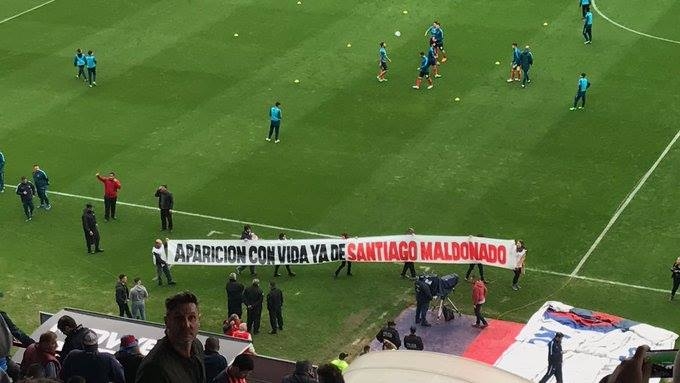 APARICION CON VIDA YA DE SANTIAGO MALDONADO